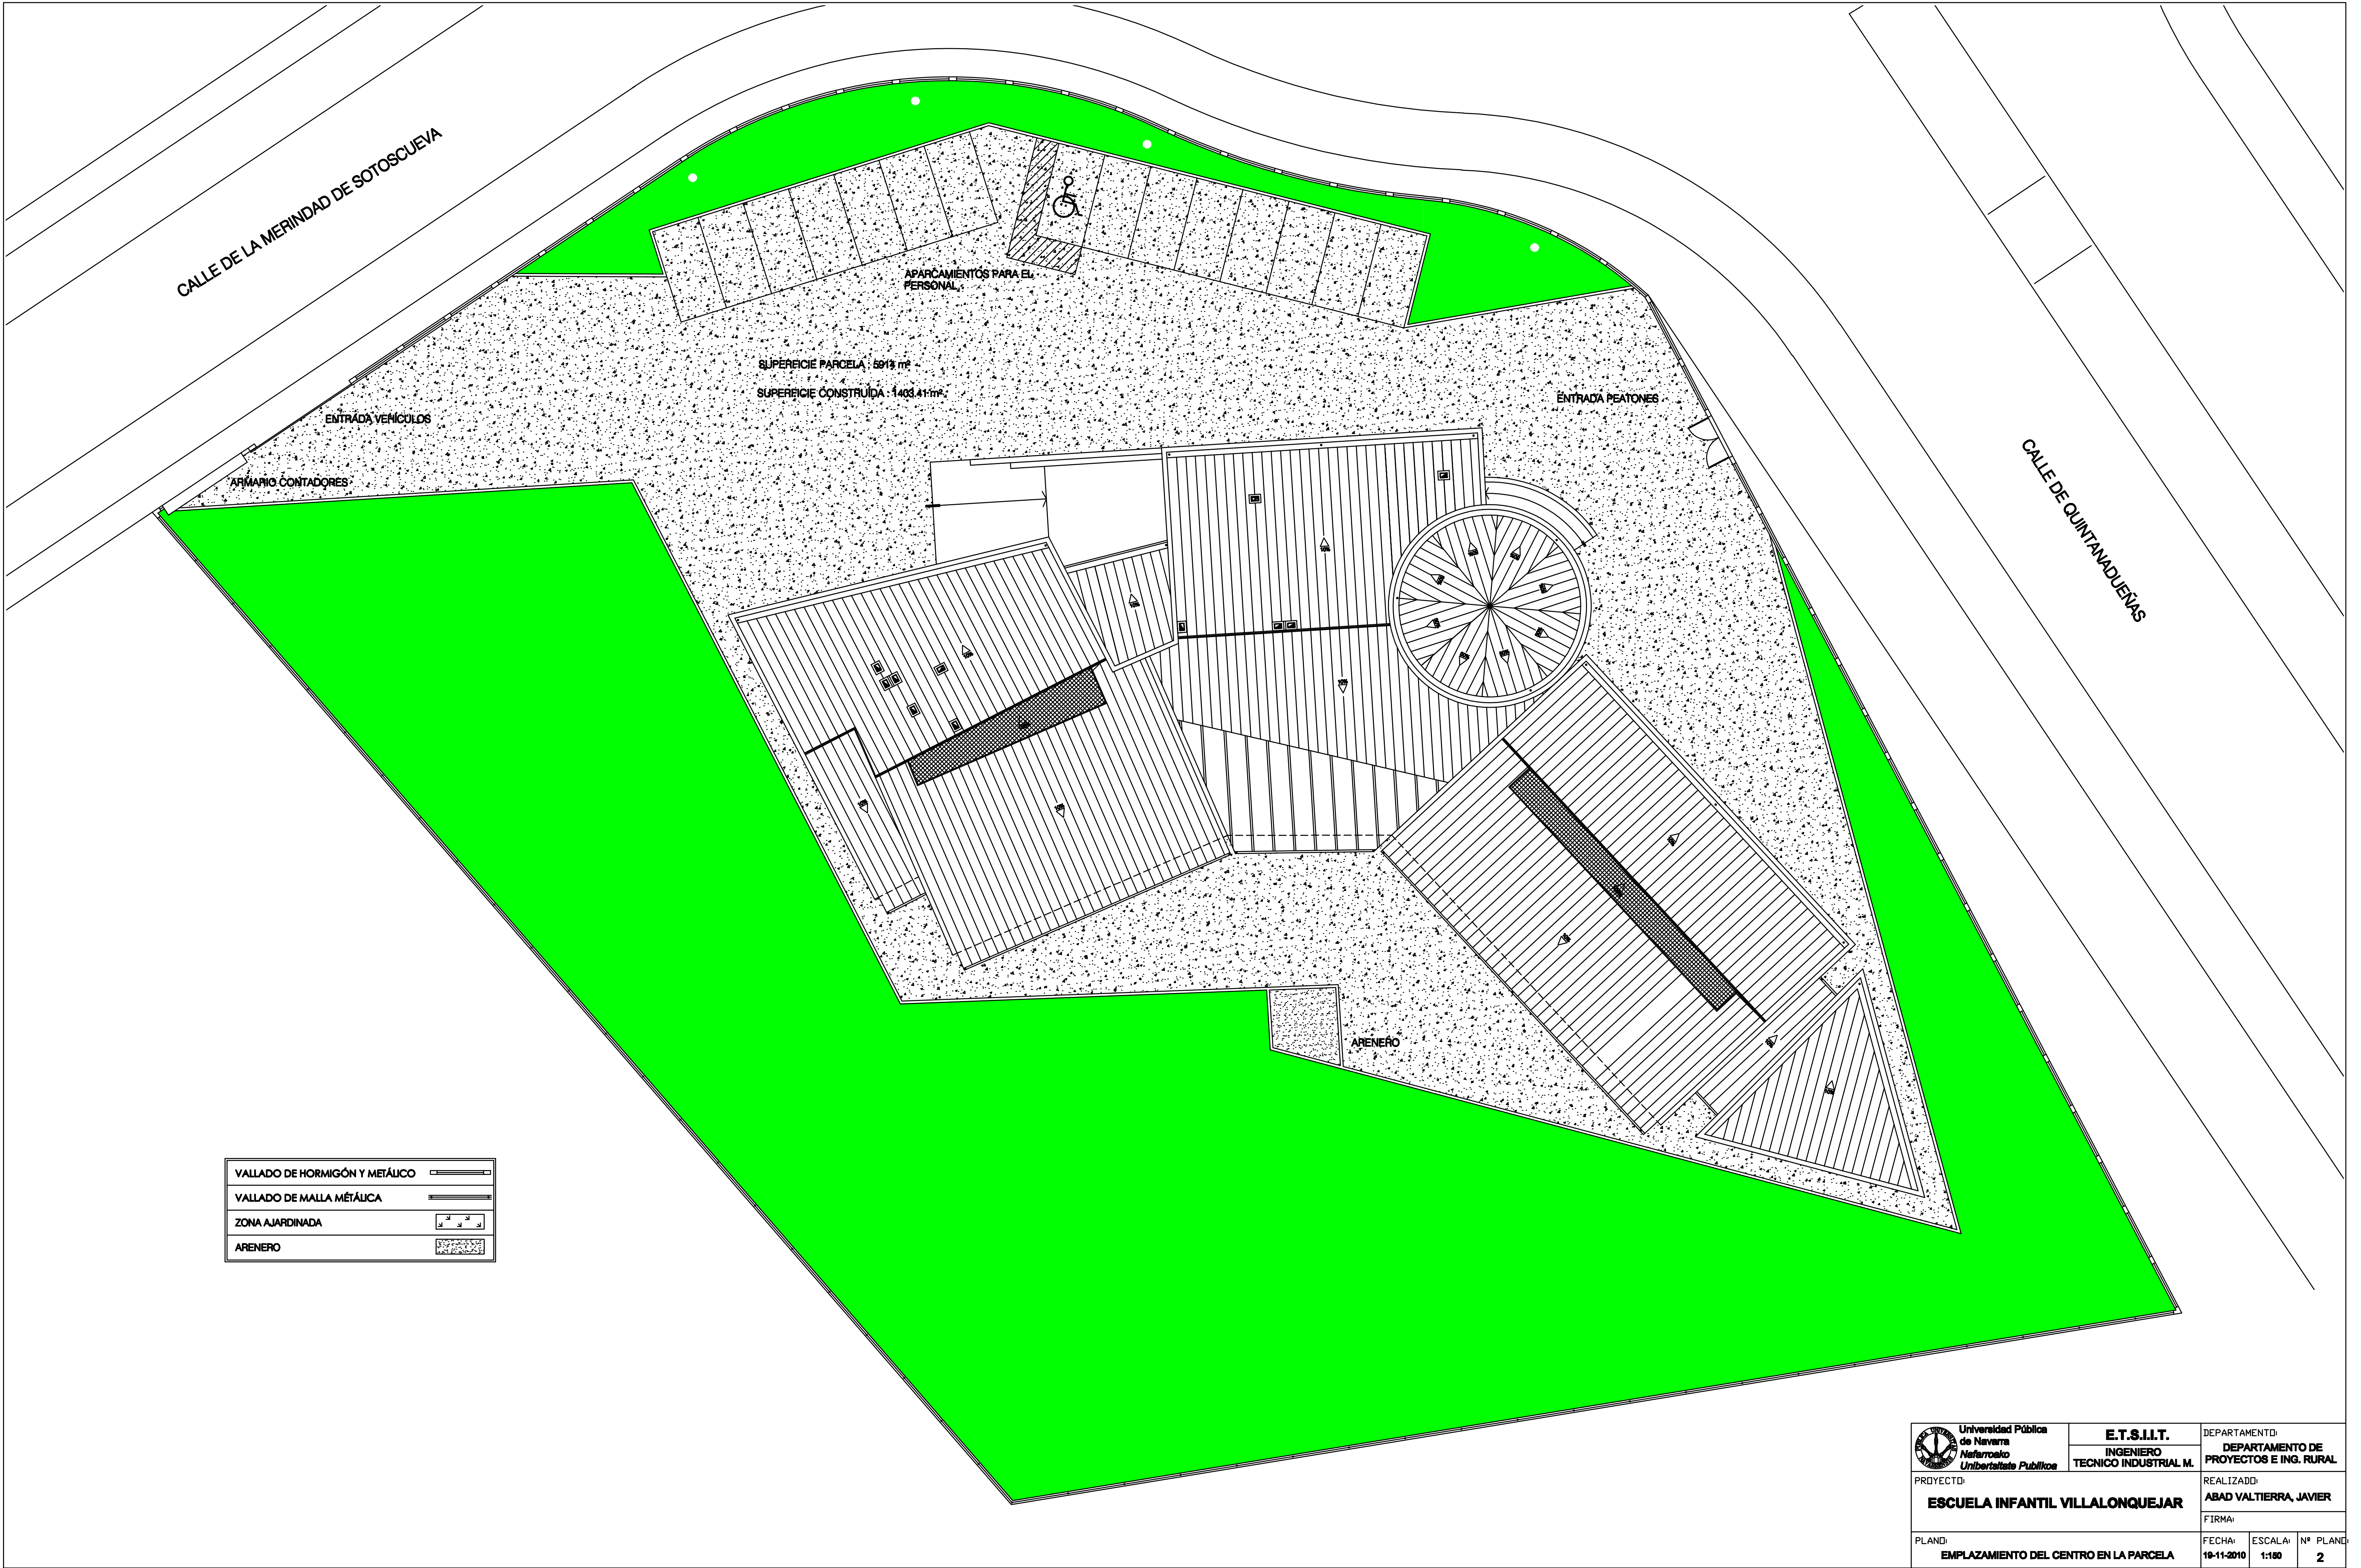 CALLE DE LA MERINDAD DE SOTOSCUEVA
APARCAMIENTOS PARA EL
PERSONAL
SUPERFICIE PARCELA : 5914 m²
SUPERFICIE CONSTRUÍDA : 1403.41 m²
ENTRADA VEHÍCULOS
ENTRADA PEATONES
ARMARIO CONTADORES
CALLE DE QUINTANADUEÑAS
ARENERO
VALLADO DE HORMIGÓN Y METÁLICO
VALLADO DE MALLA MÉTÁLICA
ZONA AJARDINADA
ARENERO
Universidad Pública
de Navarra
Nafarroako
Unibertsitate Publikoa
E.T.S.I.I.T.
INGENIERO
TECNICO INDUSTRIAL M.
DEPARTAMENTO:
DEPARTAMENTO DE
PROYECTOS E ING. RURAL
PROYECTO:
ESCUELA INFANTIL VILLALONQUEJAR
REALIZADO:
ABAD VALTIERRA, JAVIER
FIRMA:
PLANO:
EMPLAZAMIENTO DEL CENTRO EN LA PARCELA
FECHA:
19-11-2010
ESCALA:
1:150
Nº PLANO:
2